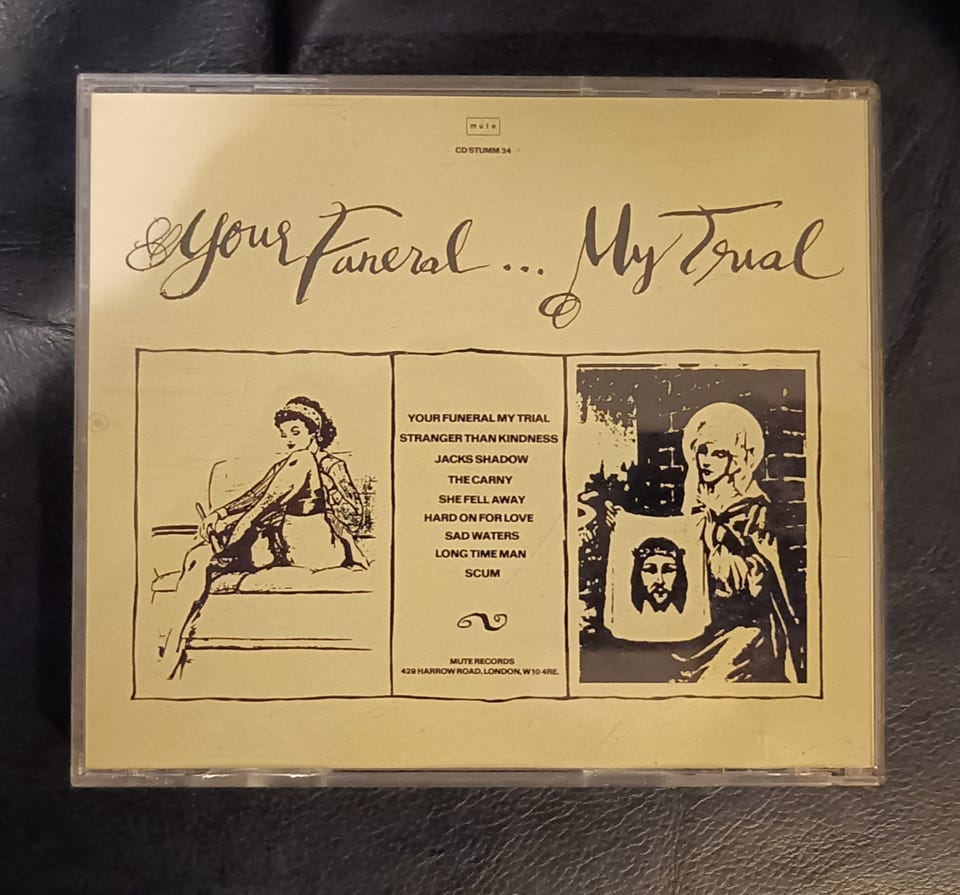 mute
CD STUMM 34
Your Funeral ... My Trial
YOUR FUNERAL MY TRIAL
STRANGER THAN KINDNESS
JACKS SHADOW
THE CARNY
SHE FELL AWAY
HARD ON FOR LOVE
SAD WATERS
LONG TIME MAN
SCUM
MUTE RECORDS
429 HARROW ROAD, LONDON, W10 4RE.